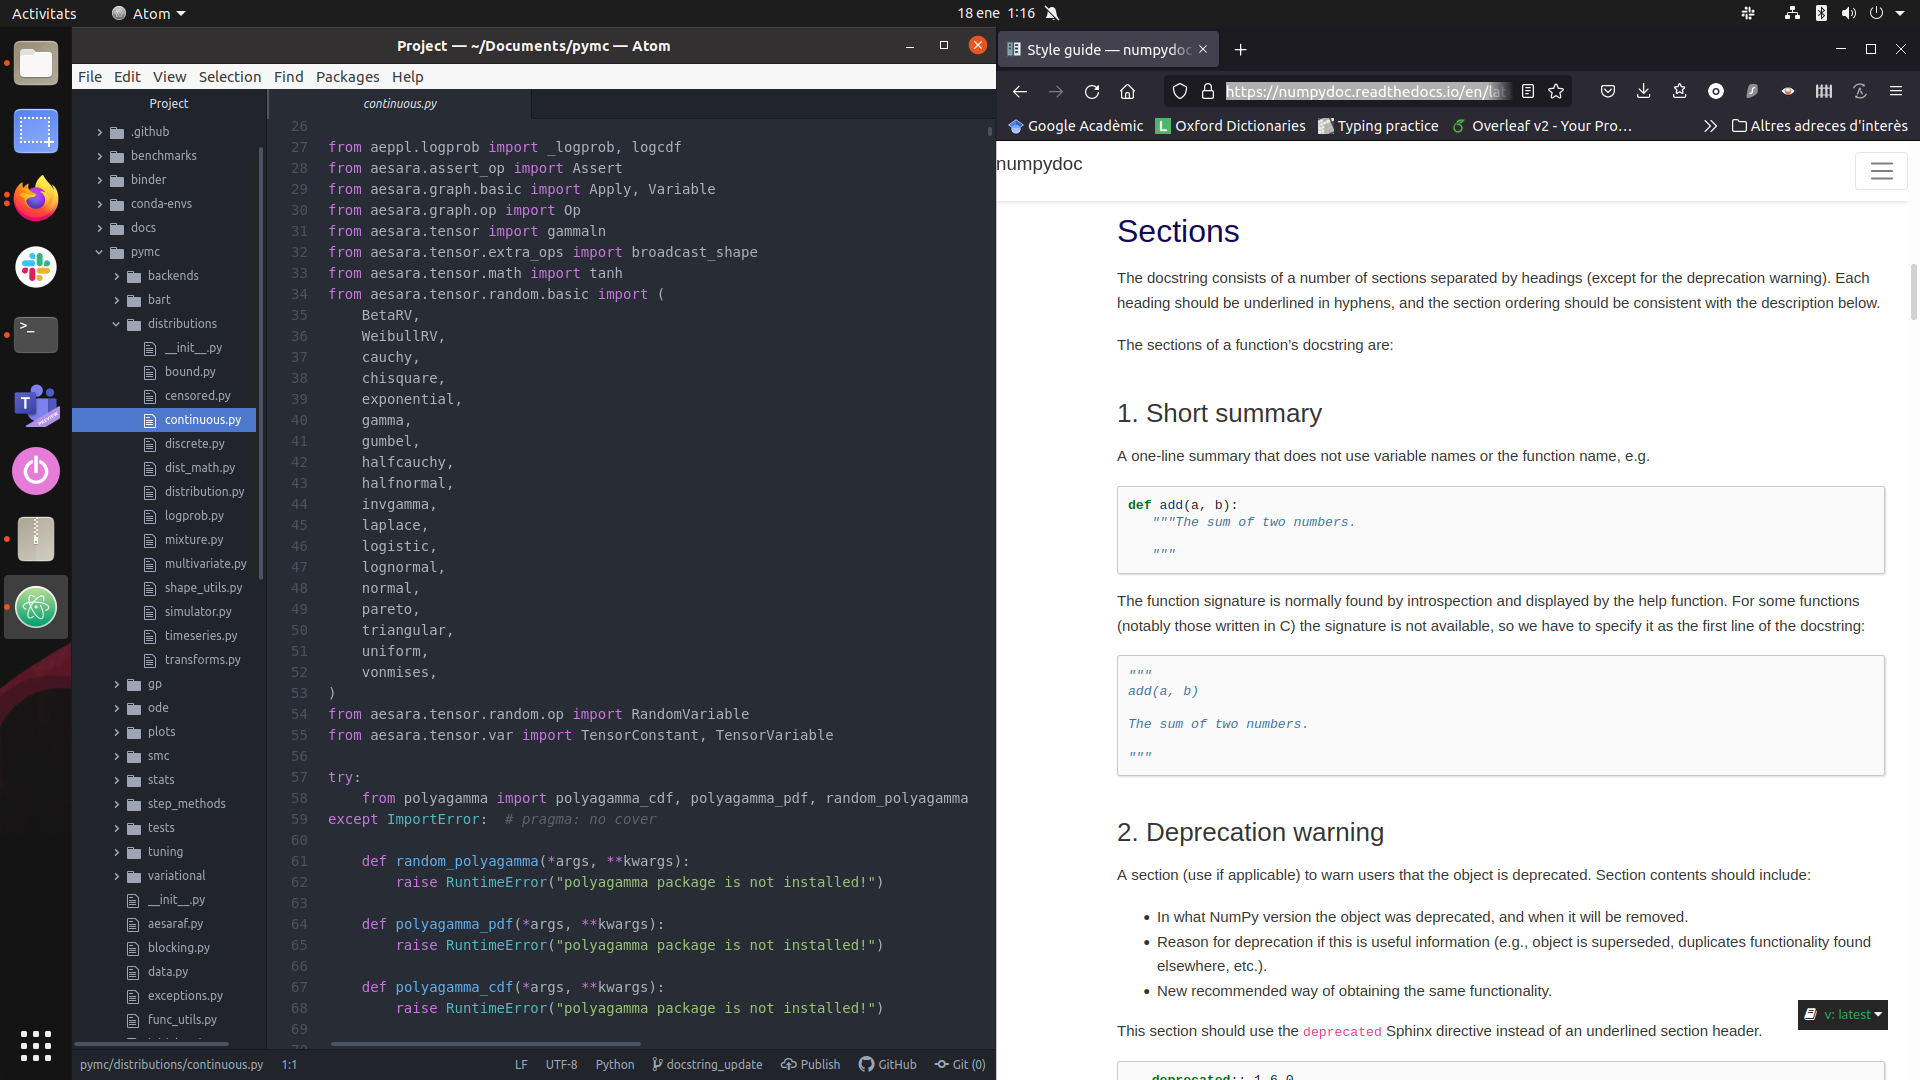 Activitats
Atom
18 ene 1:16
Project — ~/Documents/pymc — Atom
File Edit View Selection Find Packages Help
Project
.github
benchmarks
binder
conda-envs
docs
pymc
backends
bart
distributions
__init__.py
bound.py
censored.py
continuous.py
discrete.py
dist_math.py
distribution.py
logprob.py
mixture.py
multivariate.py
shape_utils.py
simulator.py
timeseries.py
transforms.py
gp
ode
plots
smc
stats
step_methods
tests
tuning
variational
__init__.py
aesaraf.py
blocking.py
data.py
exceptions.py
func_utils.py
continuous.py
26
27 from aeppl.logprob import _logprob, logcdf
28 from aesara.assert_op import Assert
29 from aesara.graph.basic import Apply, Variable
30 from aesara.graph.op import Op
31 from aesara.tensor import gammaln
32 from aesara.tensor.extra_ops import broadcast_shape
33 from aesara.tensor.math import tanh
34 from aesara.tensor.random.basic import (
35 BetaRV,
36 WeibullRV,
37 cauchy,
38 chisquare,
39 exponential,
40 gamma,
41 gumbel,
42 halfcauchy,
43 halfnormal,
44 invgamma,
45 laplace,
46 logistic,
47 lognormal,
48 normal,
49 pareto,
50 triangular,
51 uniform,
52 vonmises,
53 )
54 from aesara.tensor.random.op import RandomVariable
55 from aesara.tensor.var import TensorConstant, TensorVariable
56
57 try:
58 from polyagamma import polyagamma_cdf, polyagamma_pdf, random_polyagamma
59 except ImportError:  # pragma: no cover
60
61 def random_polyagamma(*args, **kwargs):
62 raise RuntimeError("polyagamma package is not installed!")
63
64 def polyagamma_pdf(*args, **kwargs):
65 raise RuntimeError("polyagamma package is not installed!")
66
67 def polyagamma_cdf(*args, **kwargs):
68 raise RuntimeError("polyagamma package is not installed!")
69
pymc/distributions/continuous.py 1:1 LF UTF-8 Python docstring_update Publish GitHub Git (0)
Style guide — numpydoc
https://numpydoc.readthedocs.io/en/lat
Google Acadèmic Oxford Dictionaries Typing practice Overleaf v2 - Your Pro… Altres adreces d'interès
numpydoc
Sections
The docstring consists of a number of sections separated by headings (except for the deprecation warning). Each
heading should be underlined in hyphens, and the section ordering should be consistent with the description below.
The sections of a function’s docstring are:
1. Short summary
A one-line summary that does not use variable names or the function name, e.g.
def add(a, b):
"""The sum of two numbers.
"""
The function signature is normally found by introspection and displayed by the help function. For some functions
(notably those written in C) the signature is not available, so we have to specify it as the first line of the docstring:
"""
add(a, b)
The sum of two numbers.
"""
2. Deprecation warning
A section (use if applicable) to warn users that the object is deprecated. Section contents should include:
• In what NumPy version the object was deprecated, and when it will be removed.
• Reason for deprecation if this is useful information (e.g., object is superseded, duplicates functionality found
elsewhere, etc.).
• New recommended way of obtaining the same functionality.
v: latest
This section should use the deprecated Sphinx directive instead of an underlined section header.
deprecated:: 1.6.0